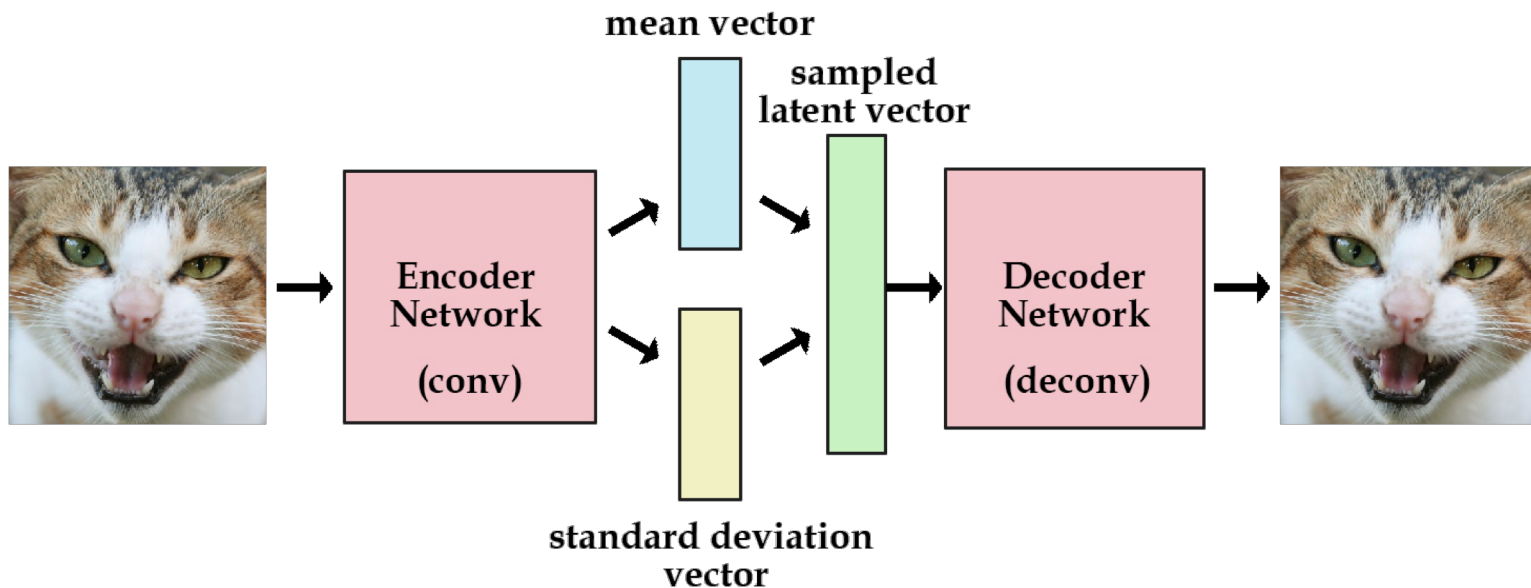 mean vector
sampled
latent vector
Encoder
Network
(conv)
Decoder
Network
(deconv)
standard deviation
vector